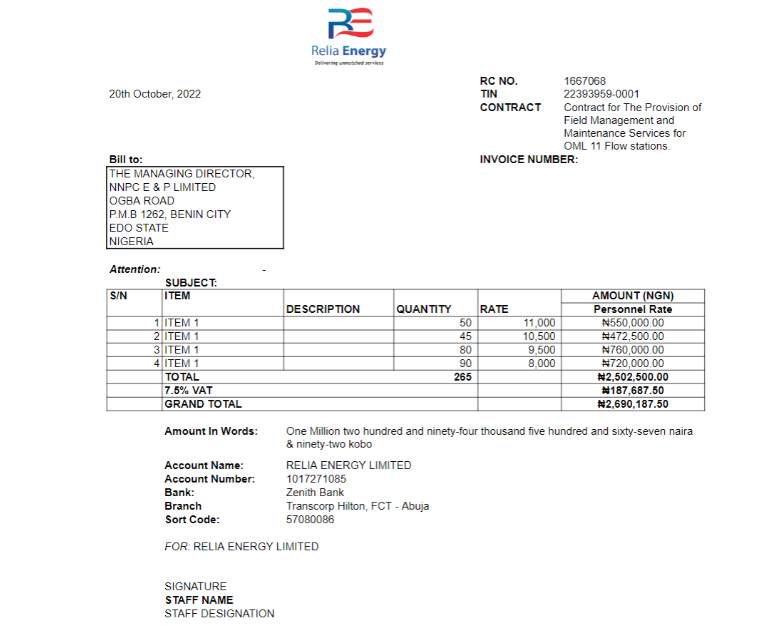 RE
Relia Energy
Delivering unmatched services
20th October, 2022
RC NO. 1667068
TIN 22393959-0001
CONTRACT Contract for The Provision of
Field Management and
Maintenance Services for
OML 11 Flow stations.
INVOICE NUMBER:
Bill to:
THE MANAGING DIRECTOR,
NNPC E & P LIMITED
OGBA ROAD
P.M.B 1262, BENIN CITY
EDO STATE
NIGERIA
Attention: -
SUBJECT:
S/N ITEM DESCRIPTION QUANTITY RATE AMOUNT (NGN)
Personnel Rate
1 ITEM 1 50 11,000 ₦550,000.00
2 ITEM 1 45 10,500 ₦472,500.00
3 ITEM 1 80 9,500 ₦760,000.00
4 ITEM 1 90 8,000 ₦720,000.00
TOTAL 265 ₦2,502,500.00
7.5% VAT ₦187,687.50
GRAND TOTAL ₦2,690,187.50
Amount In Words: One Million two hundred and ninety-four thousand five hundred and sixty-seven naira
& ninety-two kobo
Account Name: RELIA ENERGY LIMITED
Account Number: 1017271085
Bank: Zenith Bank
Branch Transcorp Hilton, FCT - Abuja
Sort Code: 57080086
FOR: RELIA ENERGY LIMITED
SIGNATURE
STAFF NAME
STAFF DESIGNATION